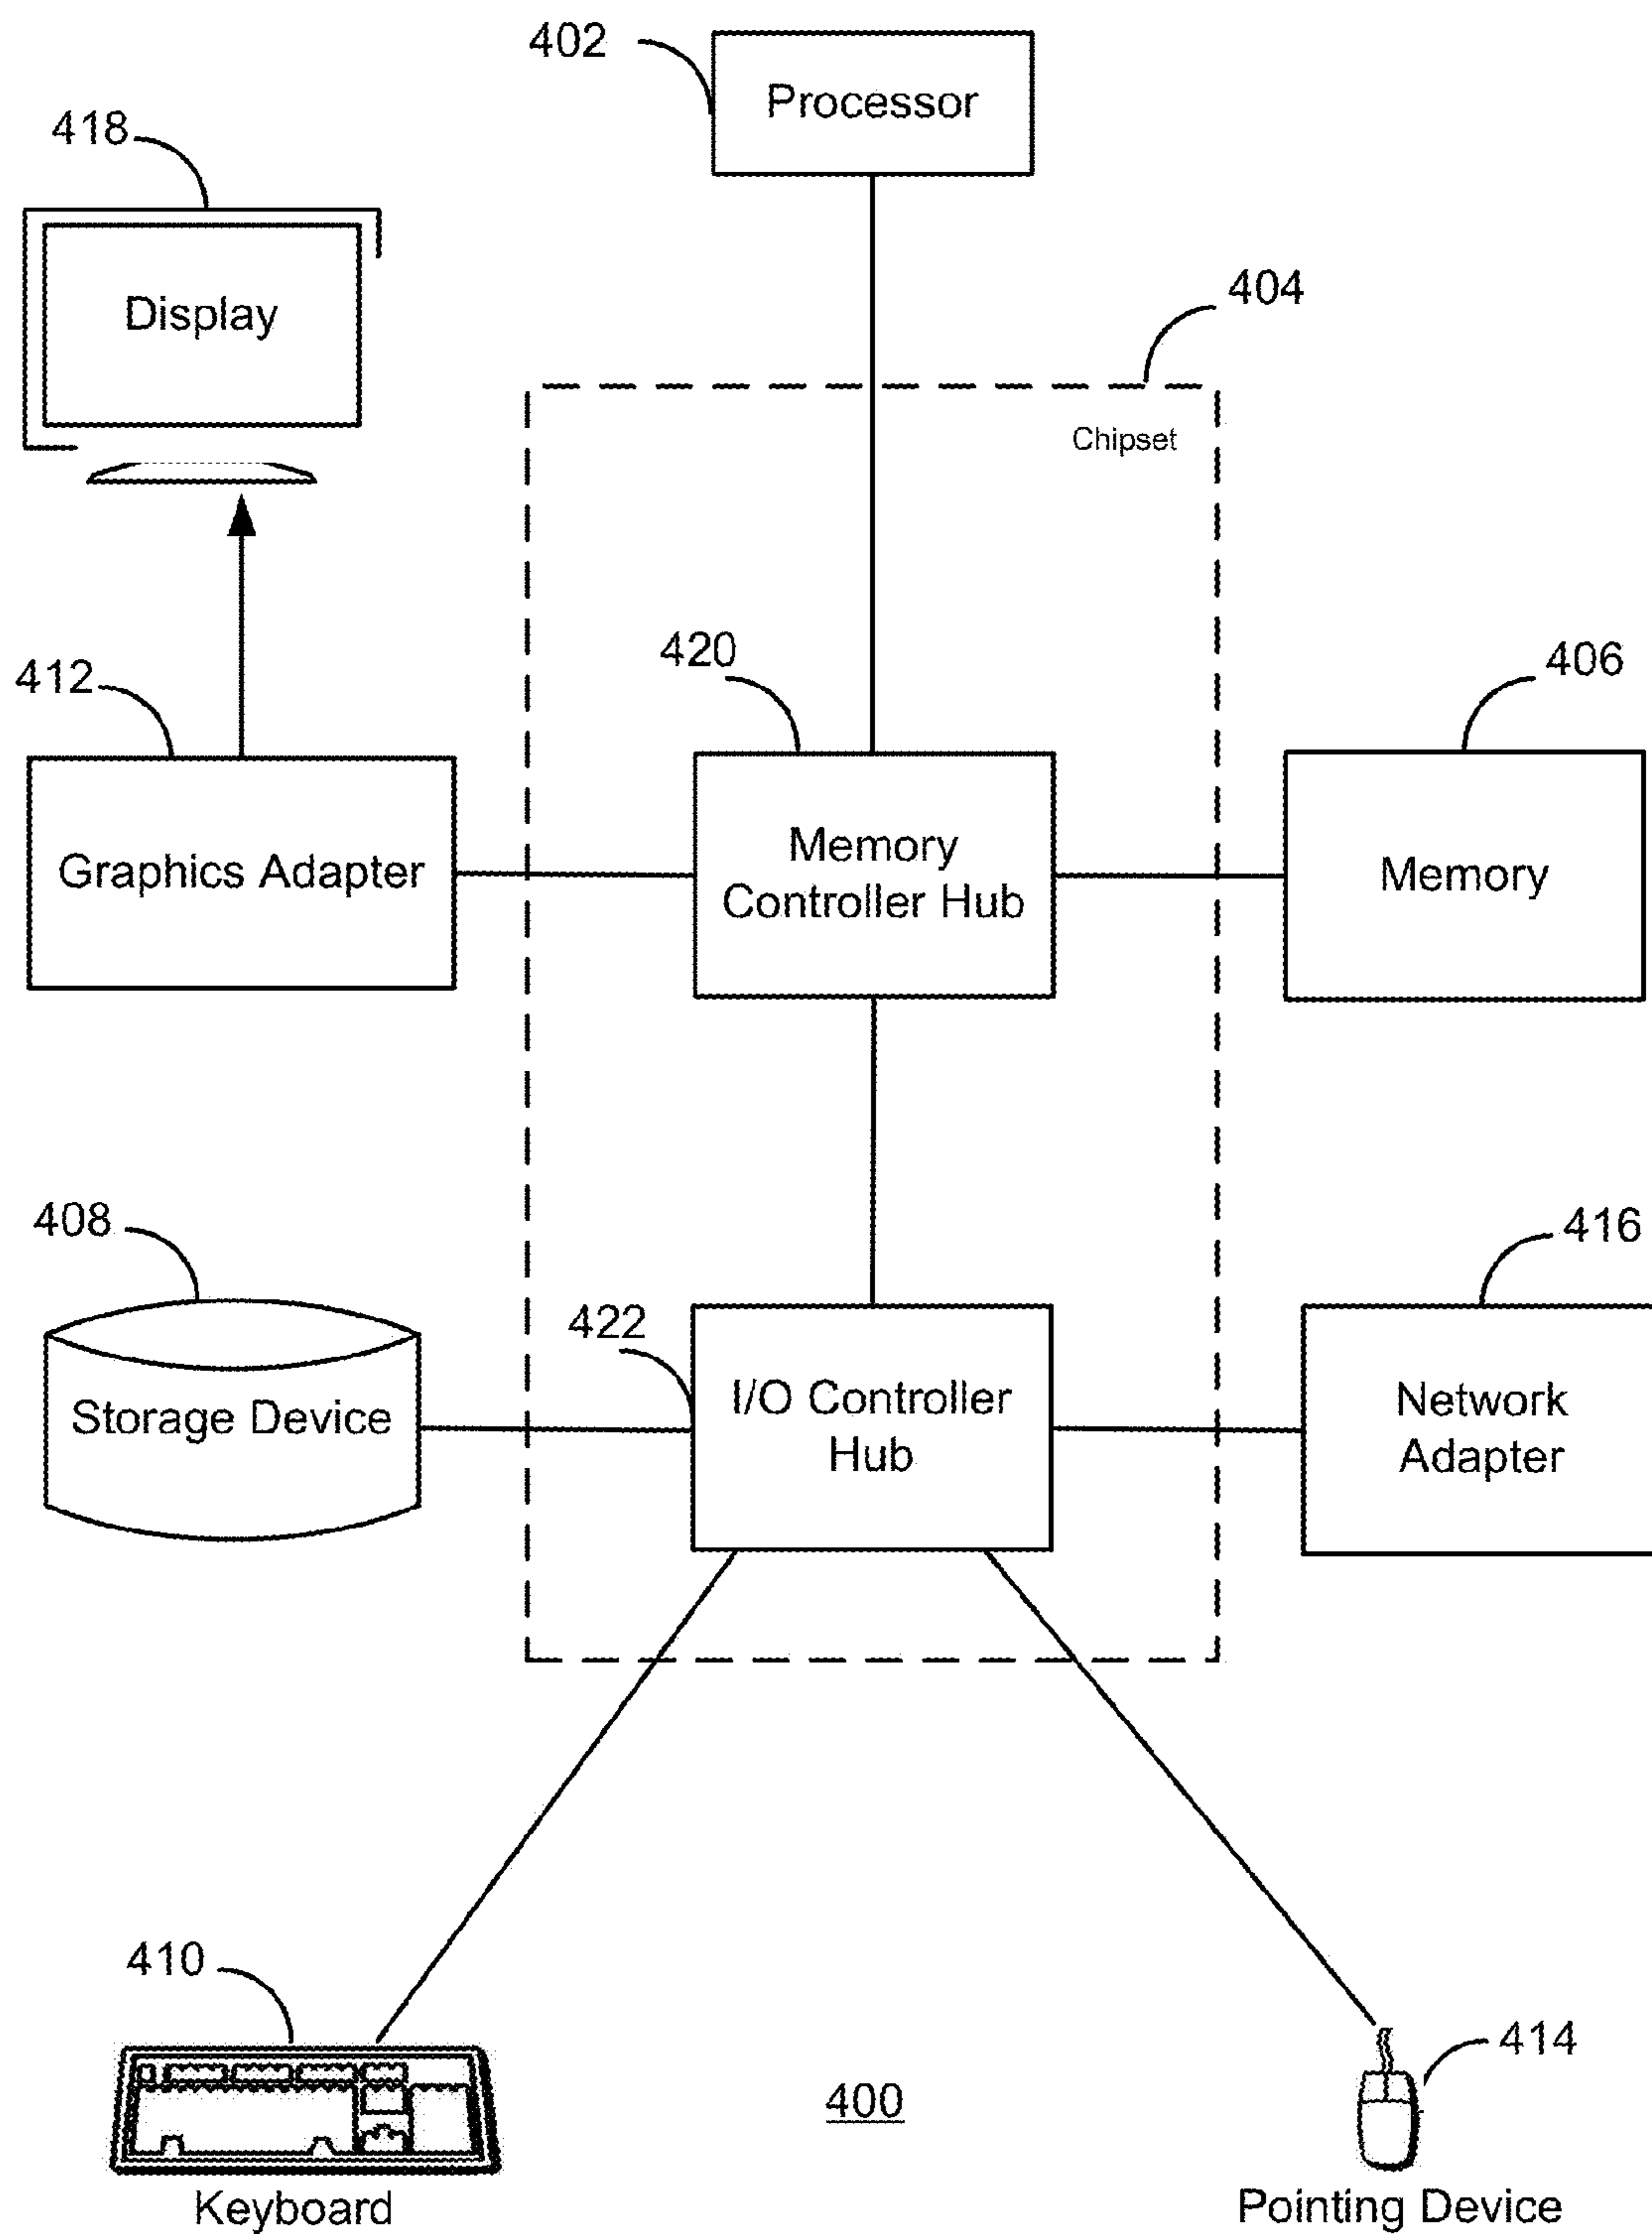 402
Processor
418
Display
404
Chipset
420
406
412
Memory
Controller Hub
Graphics Adapter
Memory
408
416
422
I/O Controller
Hub
Storage Device
Network
Adapter
410
414
400
Keyboard
Pointing Device